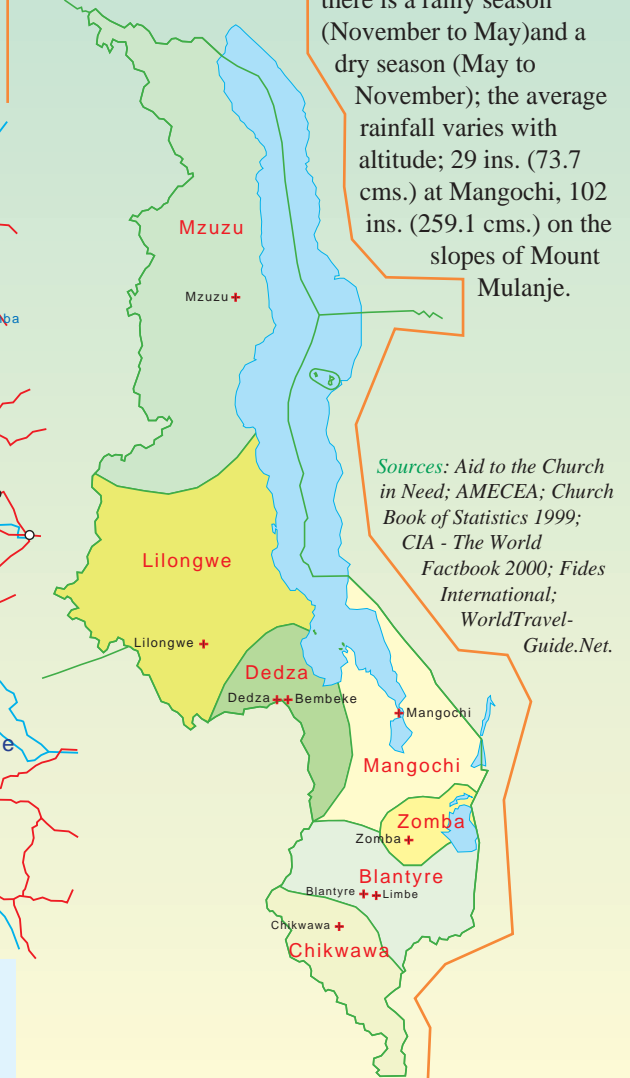 there is a rainy season
(November to May)and a
dry season (May to
November); the average
rainfall varies with
altitude; 29 ins. (73.7
cms.) at Mangochi, 102
ins. (259.1 cms.) on the
slopes of Mount
Mulanje.
Mzuzu
Mzuzu
Sources: Aid to the Church
in Need; AMECEA; Church
Book of Statistics 1999;
CIA - The World
Factbook 2000; Fides
International;
WorldTravel-
Guide.Net.
Lilongwe
Lilongwe
Dedza
Dedza
Bembeke
Mangochi
Mangochi
Zomba
Zomba
Blantyre
Blantyre
Limbe
Chikwawa
Chikwawa